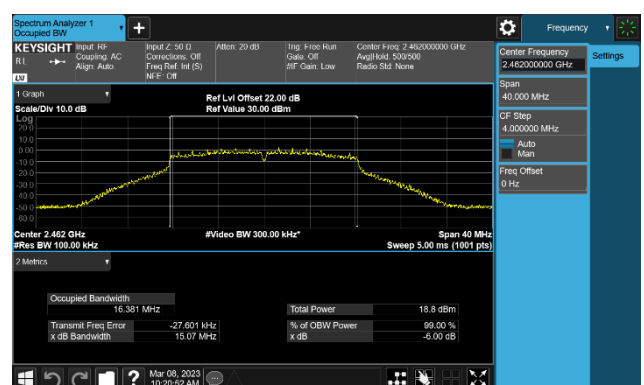 Spectrum Analyzer 1
Occupied BW
Frequency
KEYSIGHT
Input: RF
Coupling: AC
Align: Auto
Input Z: 50 Ω
Corrections: Off
Freq Ref: Int (S)
NFE: Off
Atten: 20 dB
Trig: Free Run
Gate: Off
#IF Gain: Low
Center Freq: 2.462000000 GHz
Avg|Hold: 500/500
Radio Std: None
R L
LXI
Center Frequency
2.462000000 GHz
Settings
Span
40.000 MHz
CF Step
4.000000 MHz
Auto
Man
Freq Offset
0 Hz
1 Graph
Scale/Div 10.0 dB
Ref Lvl Offset 22.00 dB
Ref Value 30.00 dBm
Log
20.0
10.0
0.00
-10.0
-20.0
-30.0
-40.0
-50.0
-60.0
Center 2.462 GHz
#Video BW 300.00 kHz*
Span 40 MHz
#Res BW 100.00 kHz
Sweep 5.00 ms (1001 pts)
2 Metrics
Occupied Bandwidth
16.381 MHz
Total Power
18.8 dBm
Transmit Freq Error
-27.601 kHz
% of OBW Power
99.00 %
x dB Bandwidth
15.07 MHz
x dB
-6.00 dB
Mar 08, 2023
10:20:52 AM